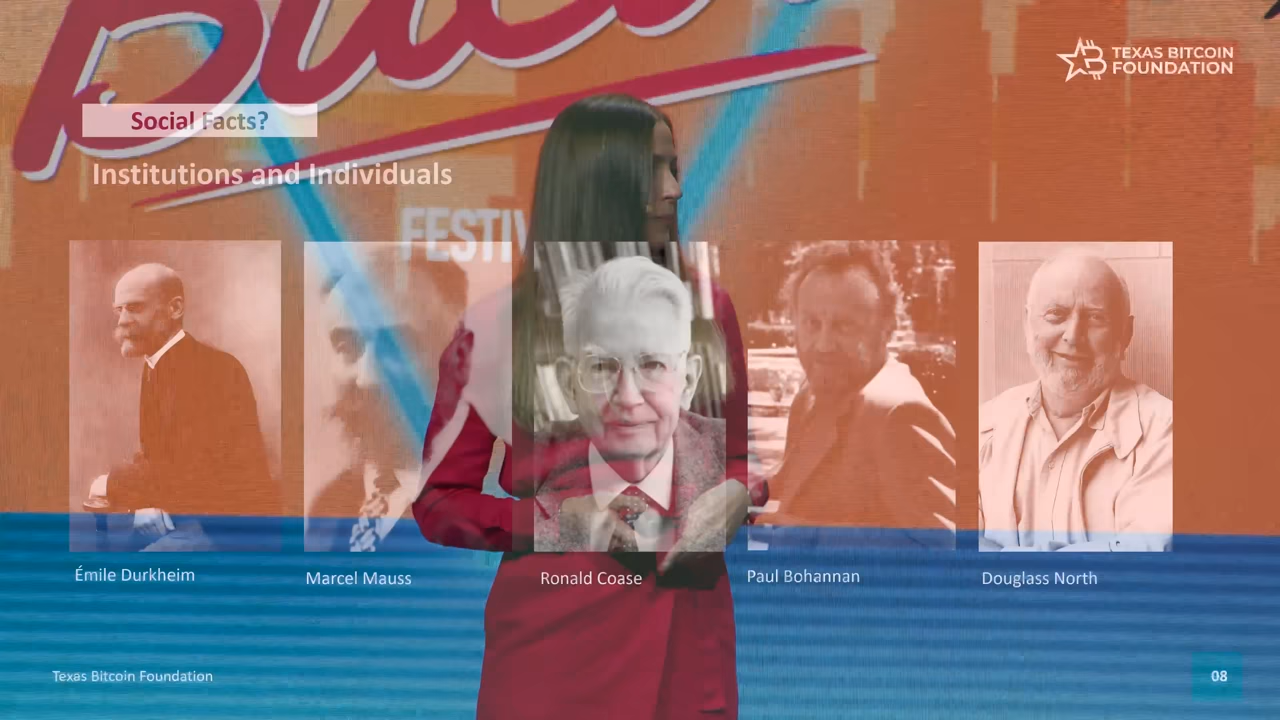 TEXAS BITCOIN
FOUNDATION
Social Facts?
Institutions and Individuals
Émile Durkheim
Marcel Mauss
Ronald Coase
Paul Bohannan
Douglass North
Texas Bitcoin Foundation
08